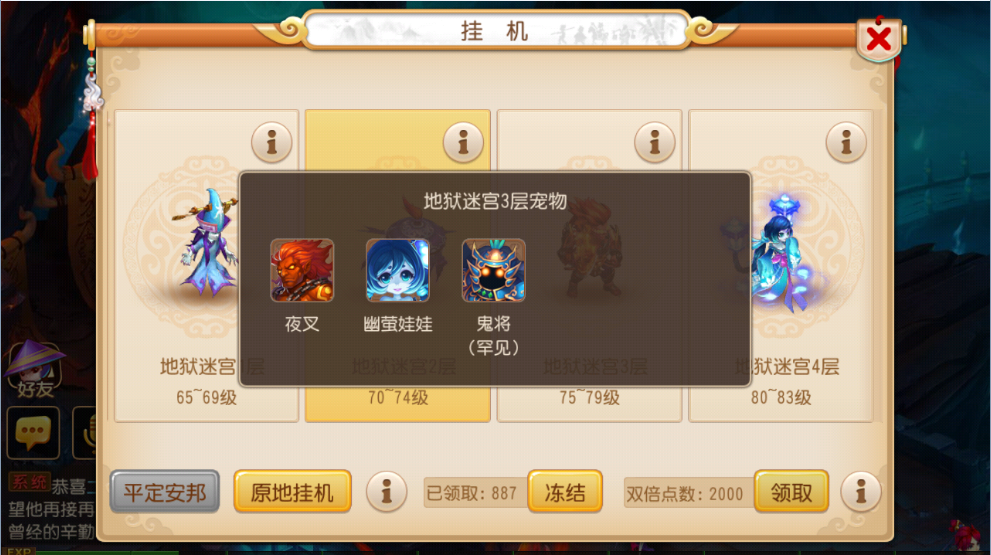 挂 机
地狱迷宫3层宠物
夜叉
幽萤娃娃
鬼将
(罕见)
地狱迷宫1层
地狱迷宫2层
地狱迷宫3层
地狱迷宫4层
65~69级
70~74级
75~79级
80~83级
好友
平定安邦
原地挂机
已领取: 887
冻结
双倍点数: 2000
领取
系统 恭喜
望他再接再
曾经的辛勤
EXP